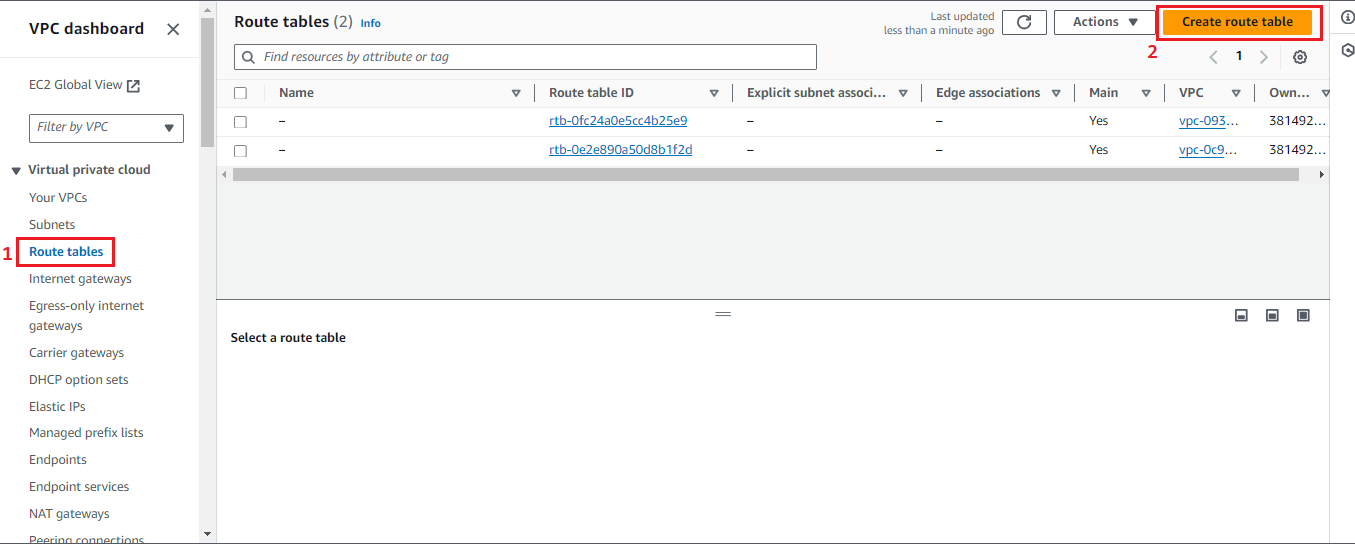 VPC dashboard
EC2 Global View
Filter by VPC
Virtual private cloud
Your VPCs
Subnets
1 Route tables
Internet gateways
Egress-only internet
gateways
Carrier gateways
DHCP option sets
Elastic IPs
Managed prefix lists
Endpoints
Endpoint services
NAT gateways
Peering connections
Route tables (2) Info
Last updated
less than a minute ago
Actions
Create route table
2
Find resources by attribute or tag
1
Name Route table ID Explicit subnet associ... Edge associations Main VPC Own...
– rtb-0fc24a0e5cc4b25e9 – – Yes vpc-093... 381492...
– rtb-0e2e890a50d8b1f2d – – Yes vpc-0c9... 381492...
Select a route table